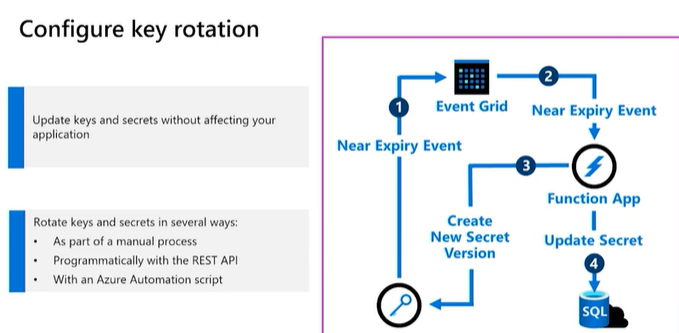 Configure key rotation
Update keys and secrets without affecting your
application
Rotate keys and secrets in several ways:
• As part of a manual process
• Programmatically with the REST API
• With an Azure Automation script
1
Event Grid
2
Near Expiry Event
Near Expiry Event
3
Function App
Create
New Secret
Version
Update Secret
4
SQL